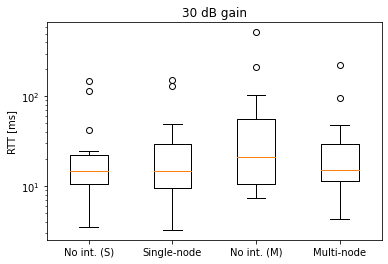 30 dB gain
RTT [ms]
10²
10¹
No int. (S) Single-node No int. (M) Multi-node